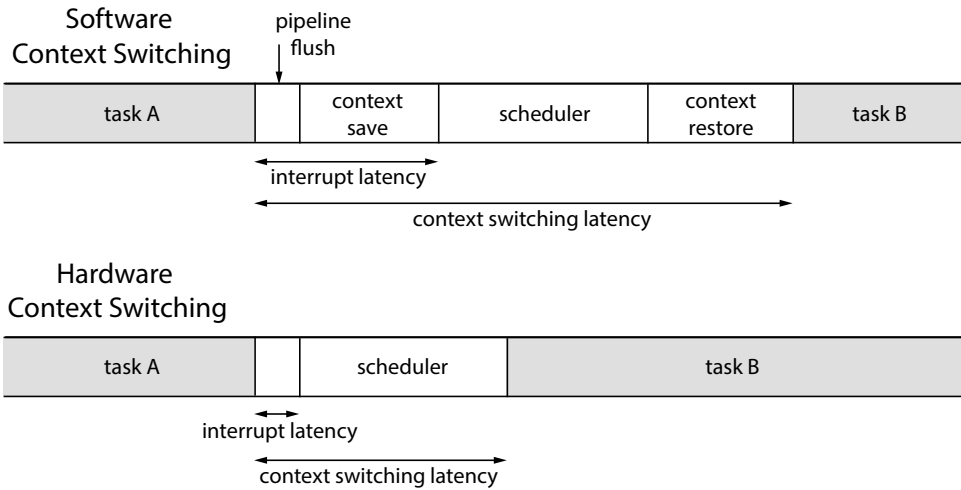 Software
Context Switching
pipeline
flush
task A
context
save
scheduler
context
restore
task B
interrupt latency
context switching latency
Hardware
Context Switching
task A
scheduler
task B
interrupt latency
context switching latency